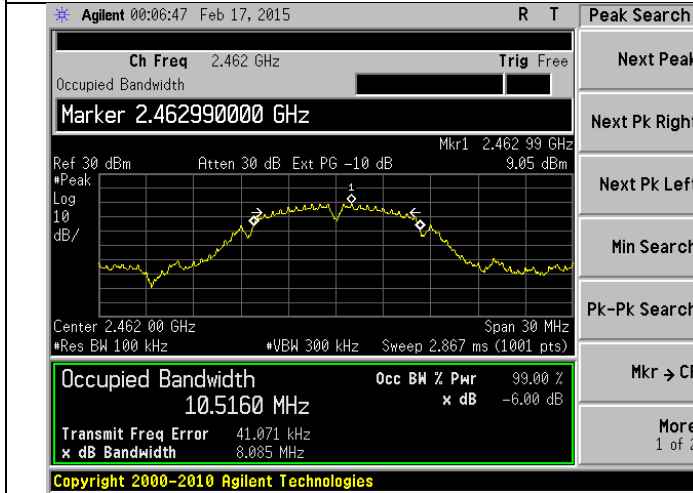 Agilent 00:06:47 Feb 17, 2015 R T Peak Search
Ch Freq 2.462 GHz Trig Free
Occupied Bandwidth
Marker 2.462990000 GHz
Mkr1 2.462 99 GHz
Ref 30 dBm Atten 30 dB Ext PG -10 dB 9.05 dBm
#Peak
Log
10
dB/
1
Center 2.462 00 GHz Span 30 MHz
#Res BW 100 kHz #VBW 300 kHz Sweep 2.867 ms (1001 pts)
Occupied Bandwidth Occ BW % Pwr 99.00 %
10.5160 MHz x dB -6.00 dB
Transmit Freq Error 41.071 kHz
x dB Bandwidth 8.085 MHz
Copyright 2000-2010 Agilent Technologies
Next Peak
Next Pk Right
Next Pk Left
Min Search
Pk-Pk Search
Mkr → C
More
1 of 2